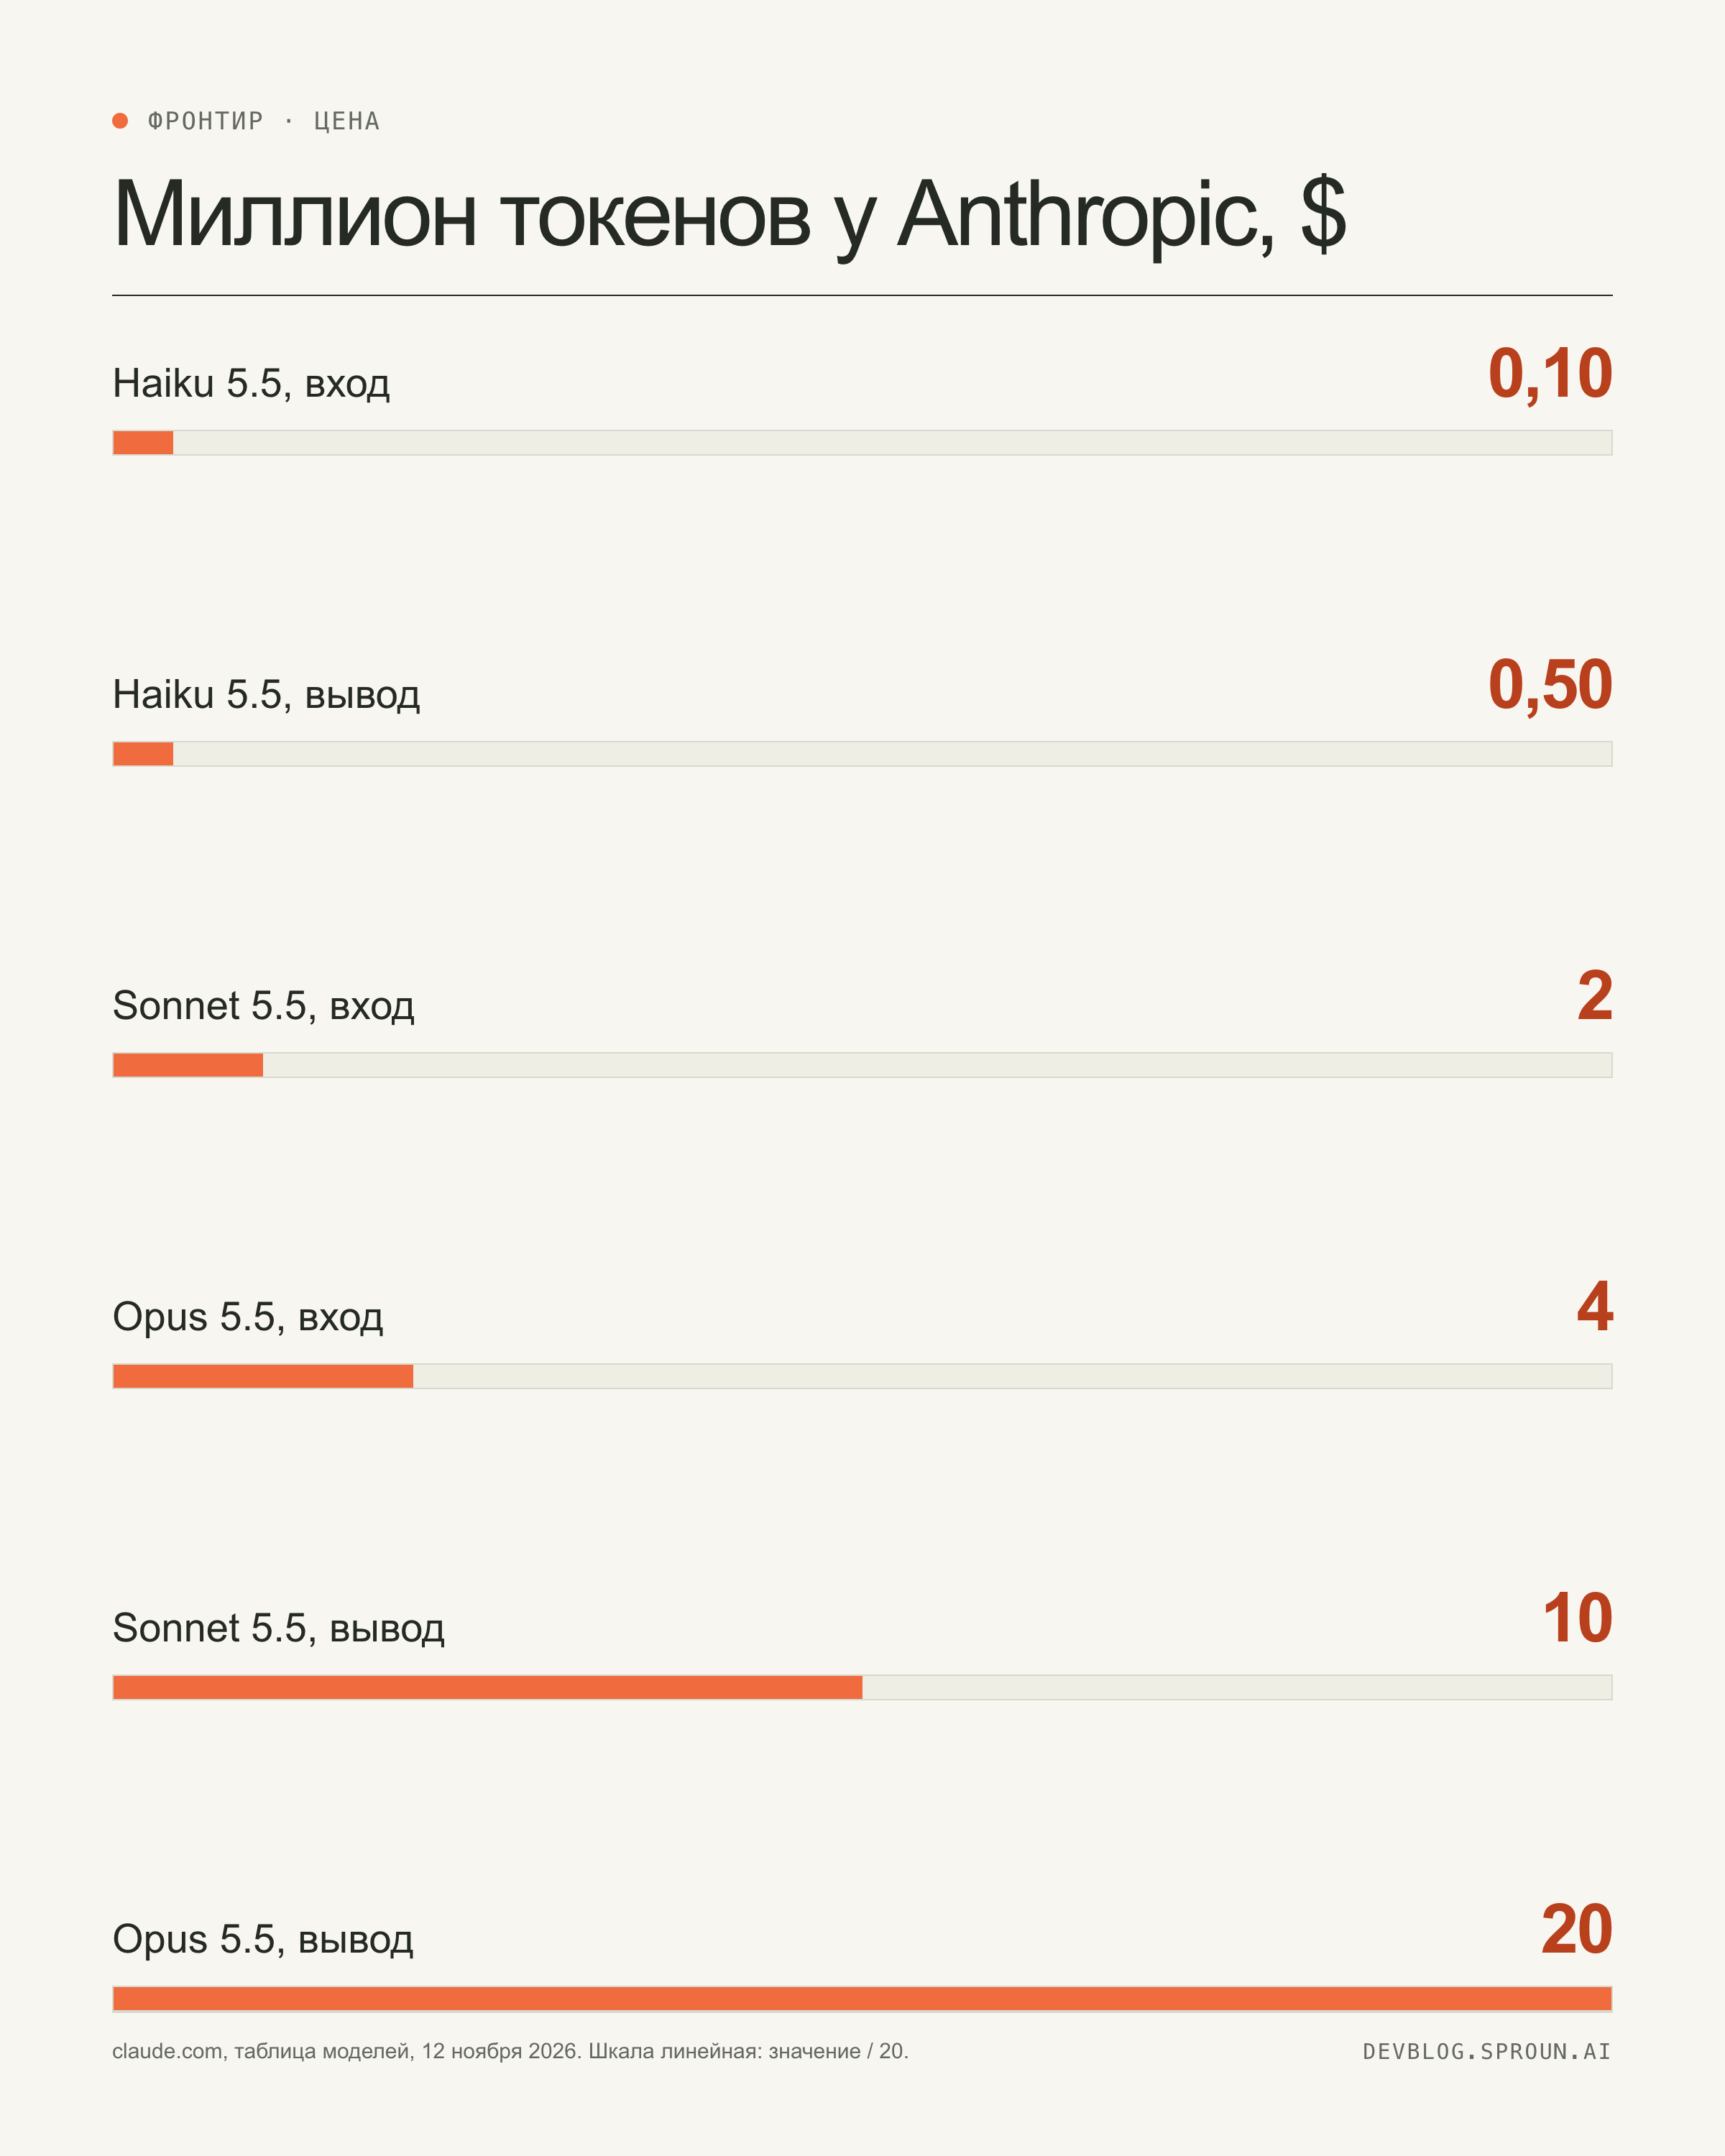 ФРОНТИР · ЦЕНА
Миллион токенов у Anthropic, $
Haiku 5.5, вход 0,10
Haiku 5.5, вывод 0,50
Sonnet 5.5, вход 2
Opus 5.5, вход 4
Sonnet 5.5, вывод 10
Opus 5.5, вывод 20
claude.com, таблица моделей, 12 ноября 2026. Шкала линейная: значение / 20. DEVBLOG.SPROUN.AI